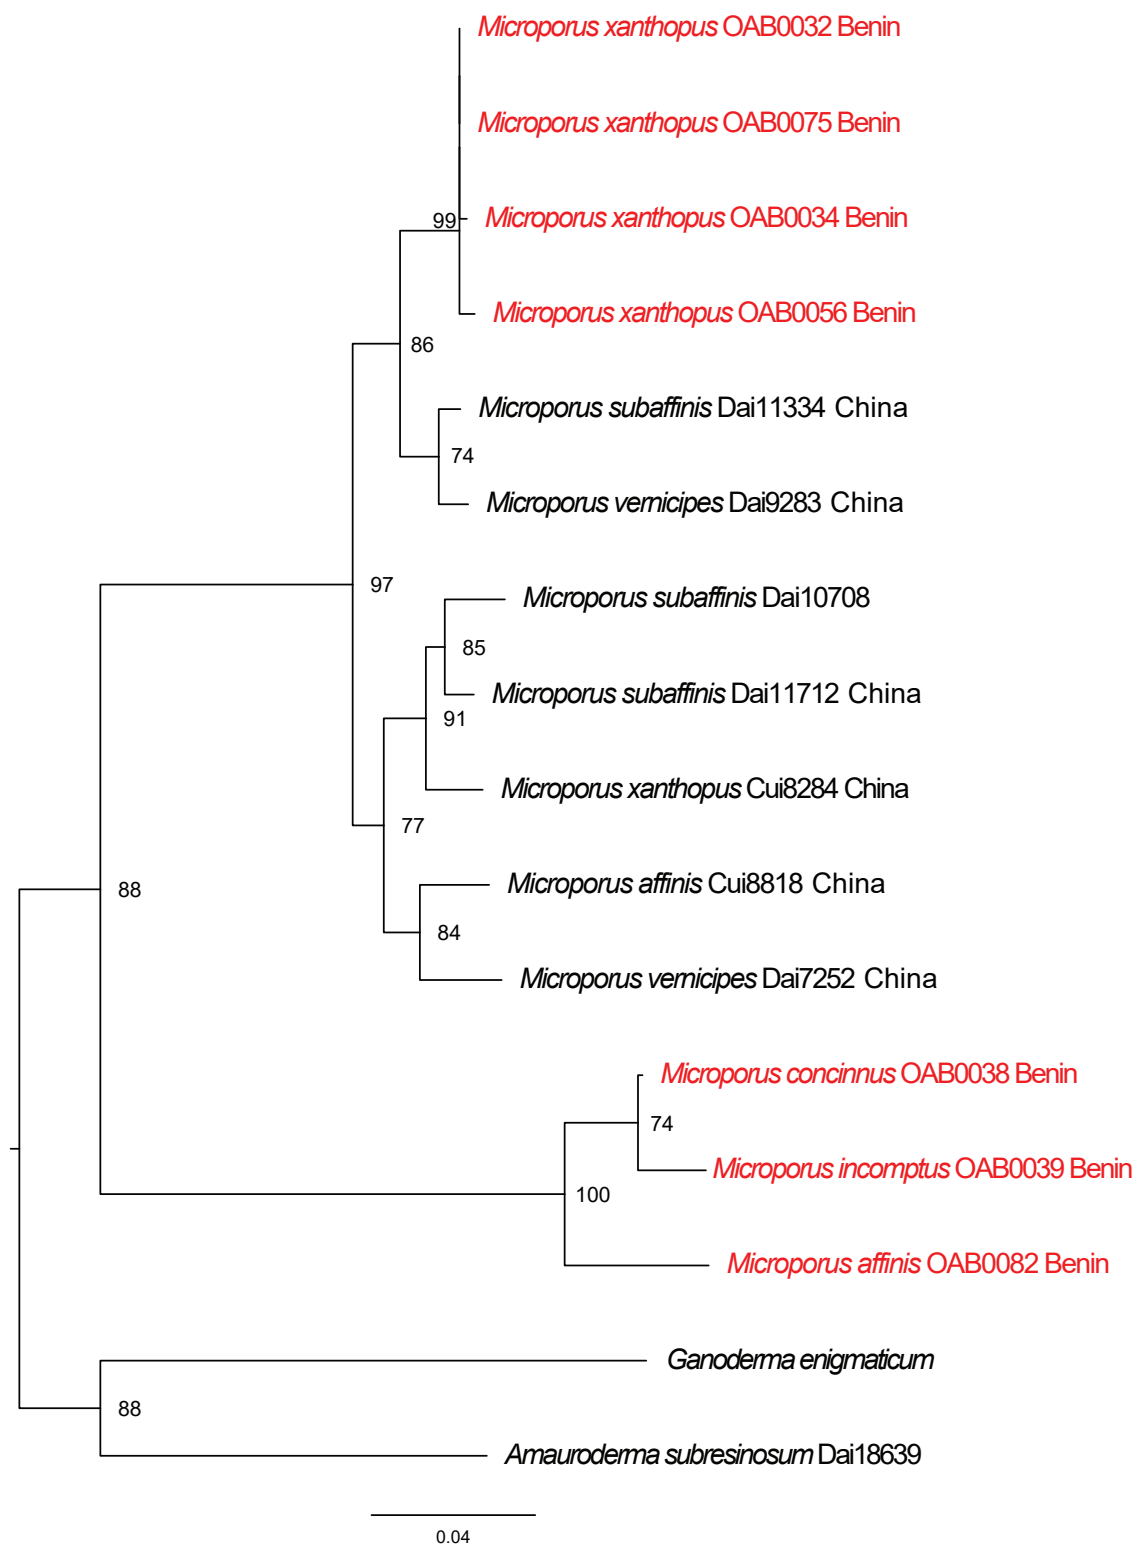 Microporus xanthopus OAB0032 Benin
Microporus xanthopus OAB0075 Benin
99
Microporus xanthopus OAB0034 Benin
Microporus xanthopus OAB0056 Benin
86
Microporus subaffinis Dai11334 China
74
Microporus vernicipes Dai9283 China
97
Microporus subaffinis Dai10708
85
Microporus subaffinis Dai11712 China
91
Microporus xanthopus Cui8284 China
77
Microporus affinis Cui8818 China
88
84
Microporus vernicipes Dai7252 China
Microporus concinnus OAB0038 Benin
74
Microporus incomptus OAB0039 Benin
100
Microporus affinis OAB0082 Benin
Ganoderma enigmaticum
88
Amauroderma subresinosum Dai18639
0.04